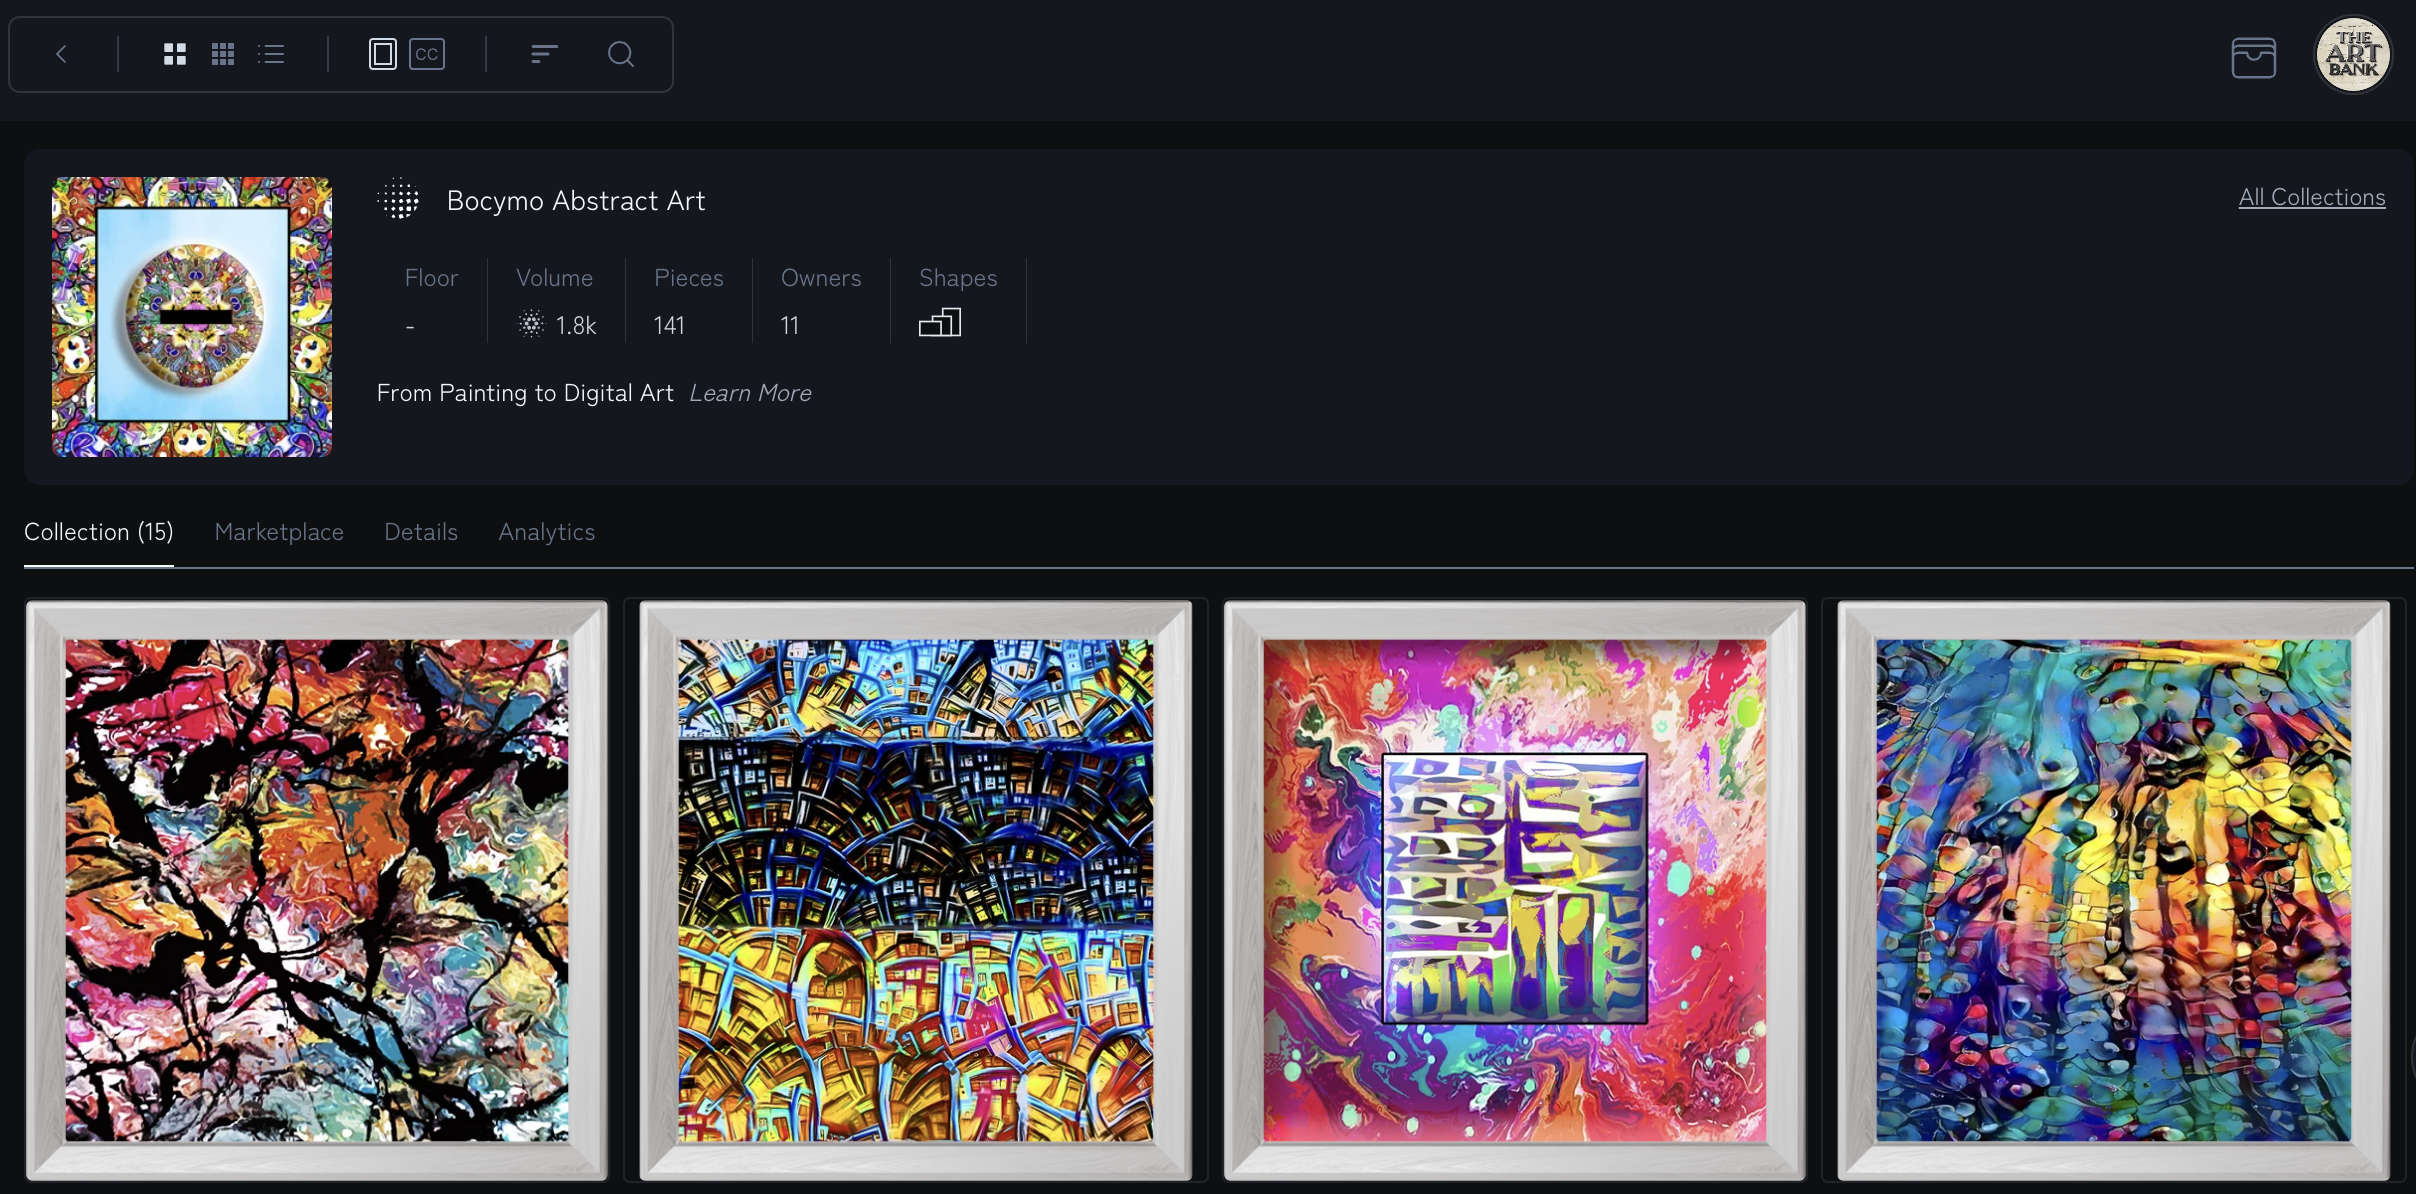 CC
THE
ART
BANK
Bocymo Abstract Art
All Collections
Floor Volume Pieces Owners Shapes
- 1.8k 141 11
From Painting to Digital Art Learn More
Collection (15) Marketplace Details Analytics